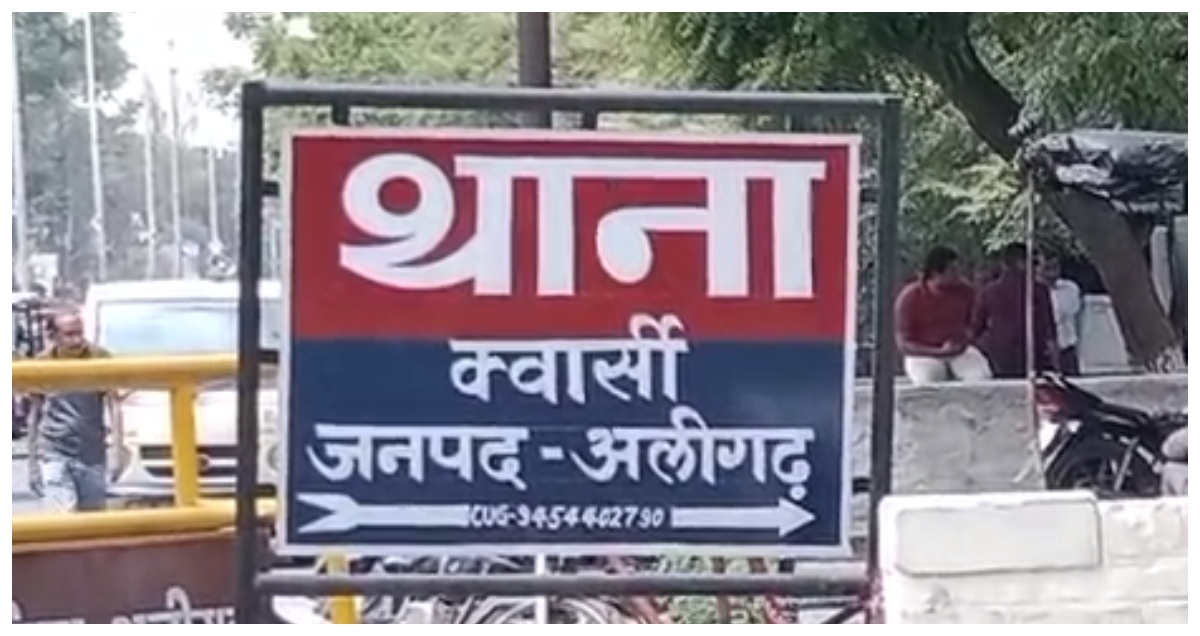 थाना
क्वार्सी
जनपद - अलीगढ़
CUG-9454402790